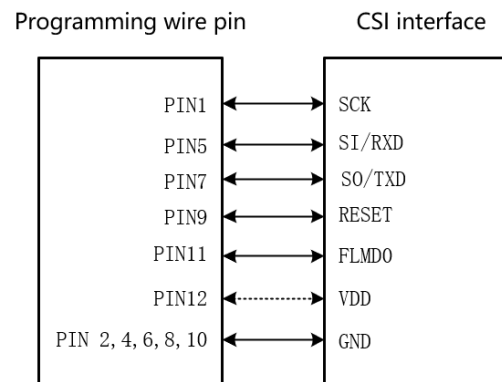 Programming wire pin CSI interface
PIN1 SCK
PIN5 SI/RXD
PIN7 SO/TXD
PIN9 RESET
PIN11 FLMDO
PIN12 VDD
PIN 2, 4, 6, 8, 10 GND